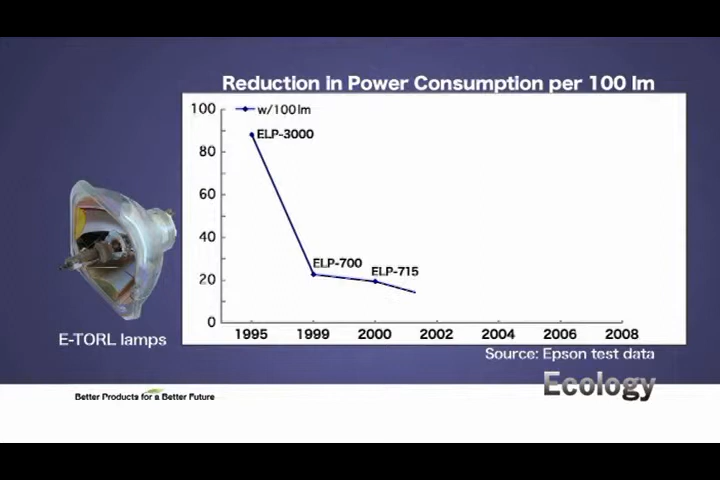 Reduction in Power Consumption per 100 lm
100
w/100 lm
ELP-3000
80
60
40
ELP-700
ELP-715
20
0
1995 1999 2000 2002 2004 2006 2008
E-TORL lamps
Source: Epson test data
Ecology
Better Products for a Better Future